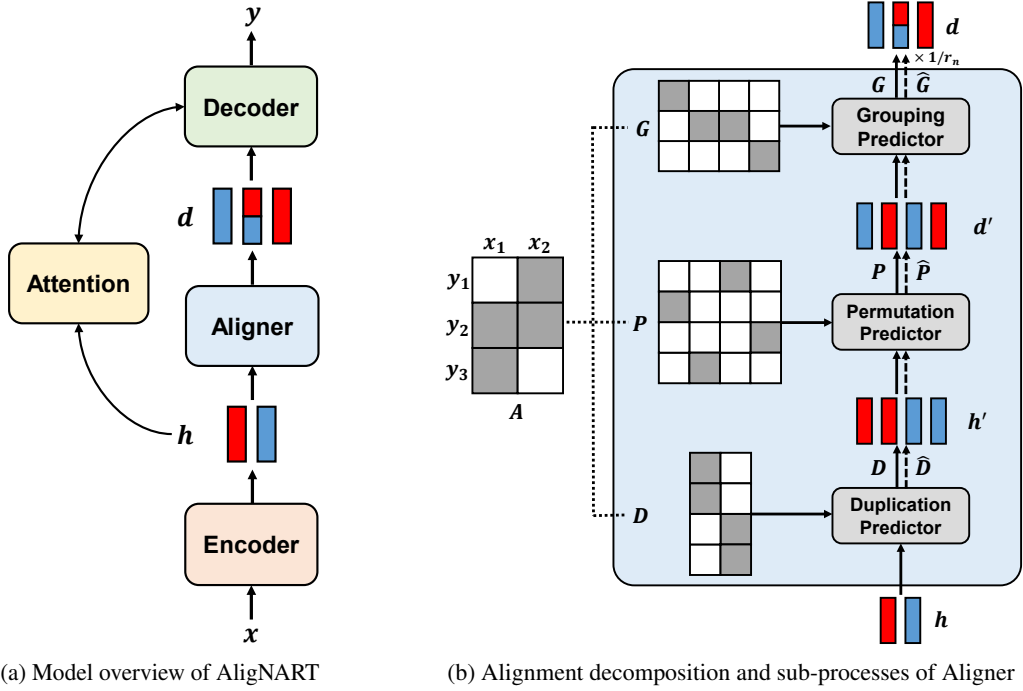 y
Decoder
d
Attention
Aligner
h
Encoder
x
(a) Model overview of AligNART
d
× 1/rₙ
G Ĝ
G
Grouping
Predictor
d′
P P̂
x₁ x₂
y₁
y₂
y₃
A
P
Permutation
Predictor
h′
D D̂
D
Duplication
Predictor
h
(b) Alignment decomposition and sub-processes of Aligner